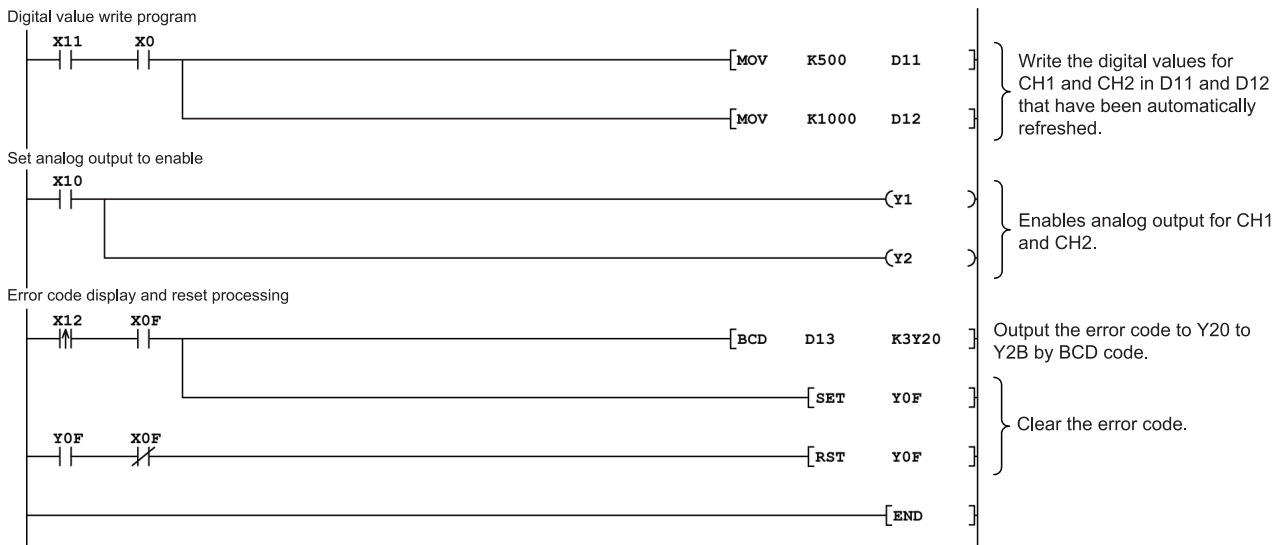 Digital value write program
X11 X0
MOV K500 D11
MOV K1000 D12
Write the digital values for
CH1 and CH2 in D11 and D12
that have been automatically
refreshed.
Set analog output to enable
X10
Y1
Y2
Enables analog output for CH1
and CH2.
Error code display and reset processing
X12 X0F
BCD D13 K3Y20
Output the error code to Y20 to
Y2B by BCD code.
SET Y0F
Clear the error code.
Y0F X0F
RST Y0F
END